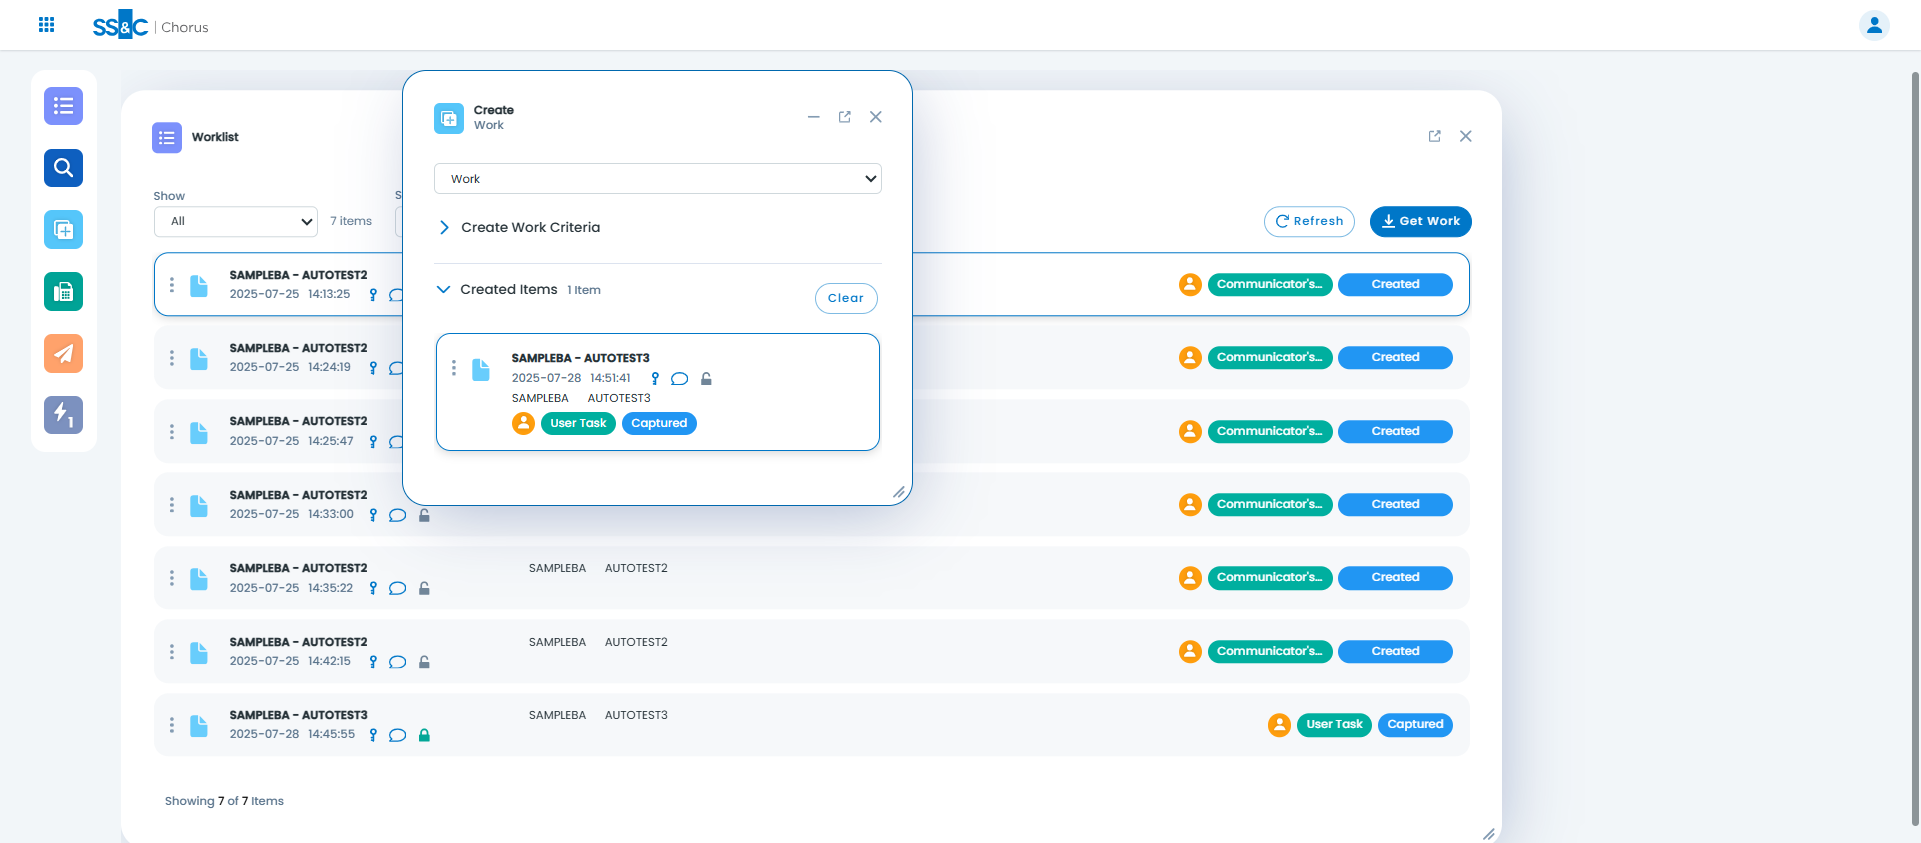 SS&C | Chorus
Worklist
Show
S
All
7 items
Refresh
Get Work
SAMPLEBA - AUTOTEST2
2025-07-25 14:13:25
Communicator's...
Created
SAMPLEBA - AUTOTEST2
2025-07-25 14:24:19
Communicator's...
Created
SAMPLEBA - AUTOTEST2
2025-07-25 14:25:47
Communicator's...
Created
SAMPLEBA - AUTOTEST2
2025-07-25 14:33:00
Communicator's...
Created
SAMPLEBA - AUTOTEST2
SAMPLEBA AUTOTEST2
2025-07-25 14:35:22
Communicator's...
Created
SAMPLEBA - AUTOTEST2
SAMPLEBA AUTOTEST2
2025-07-25 14:42:15
Communicator's...
Created
SAMPLEBA - AUTOTEST3
SAMPLEBA AUTOTEST3
2025-07-28 14:45:55
User Task
Captured
Showing 7 of 7 Items
Create
Work
Work
Create Work Criteria
Created Items 1 Item
Clear
SAMPLEBA - AUTOTEST3
2025-07-28 14:51:41
SAMPLEBA AUTOTEST3
User Task
Captured
1